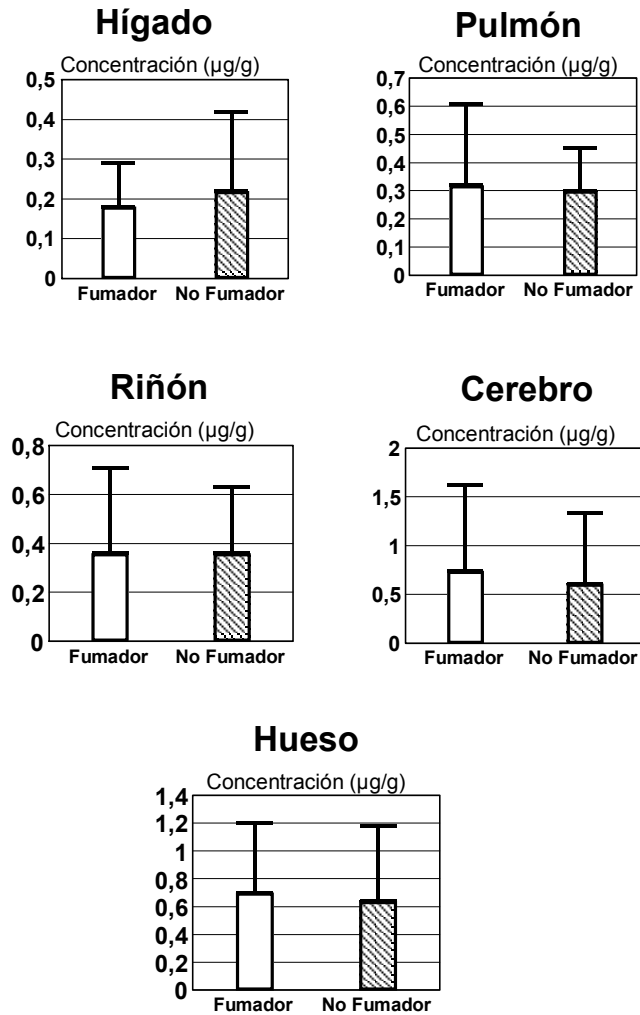 Hígado
Concentración (µg/g)
0,5
0,4
0,3
0,2
0,1
0
Fumador No Fumador
Pulmón
Concentración (µg/g)
0,7
0,6
0,5
0,4
0,3
0,2
0,1
0
Fumador No Fumador
Riñón
Concentración (µg/g)
0,8
0,6
0,4
0,2
0
Fumador No Fumador
Cerebro
Concentración (µg/g)
2
1,5
1
0,5
0
Fumador No Fumador
Hueso
Concentración (µg/g)
1,4
1,2
1
0,8
0,6
0,4
0,2
0
Fumador No Fumador